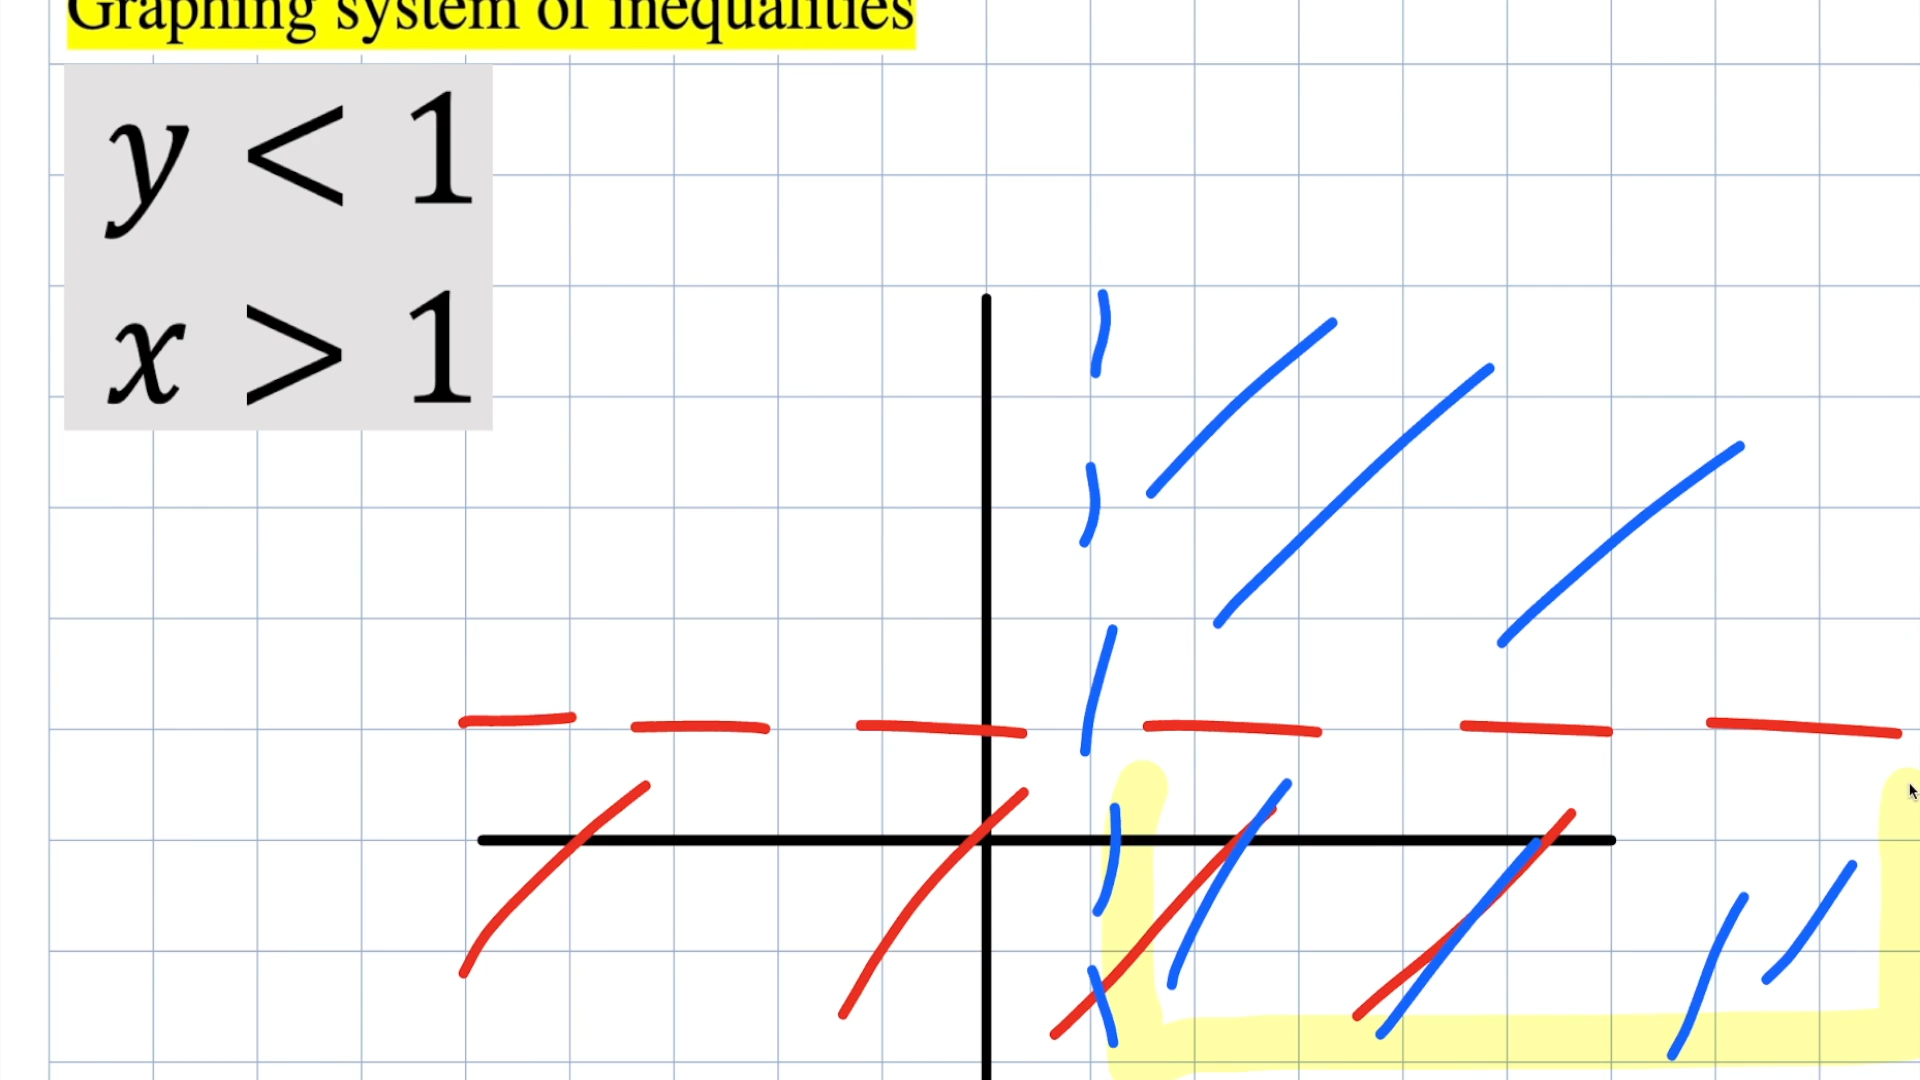 Graphing system of inequalities
y < 1
x > 1